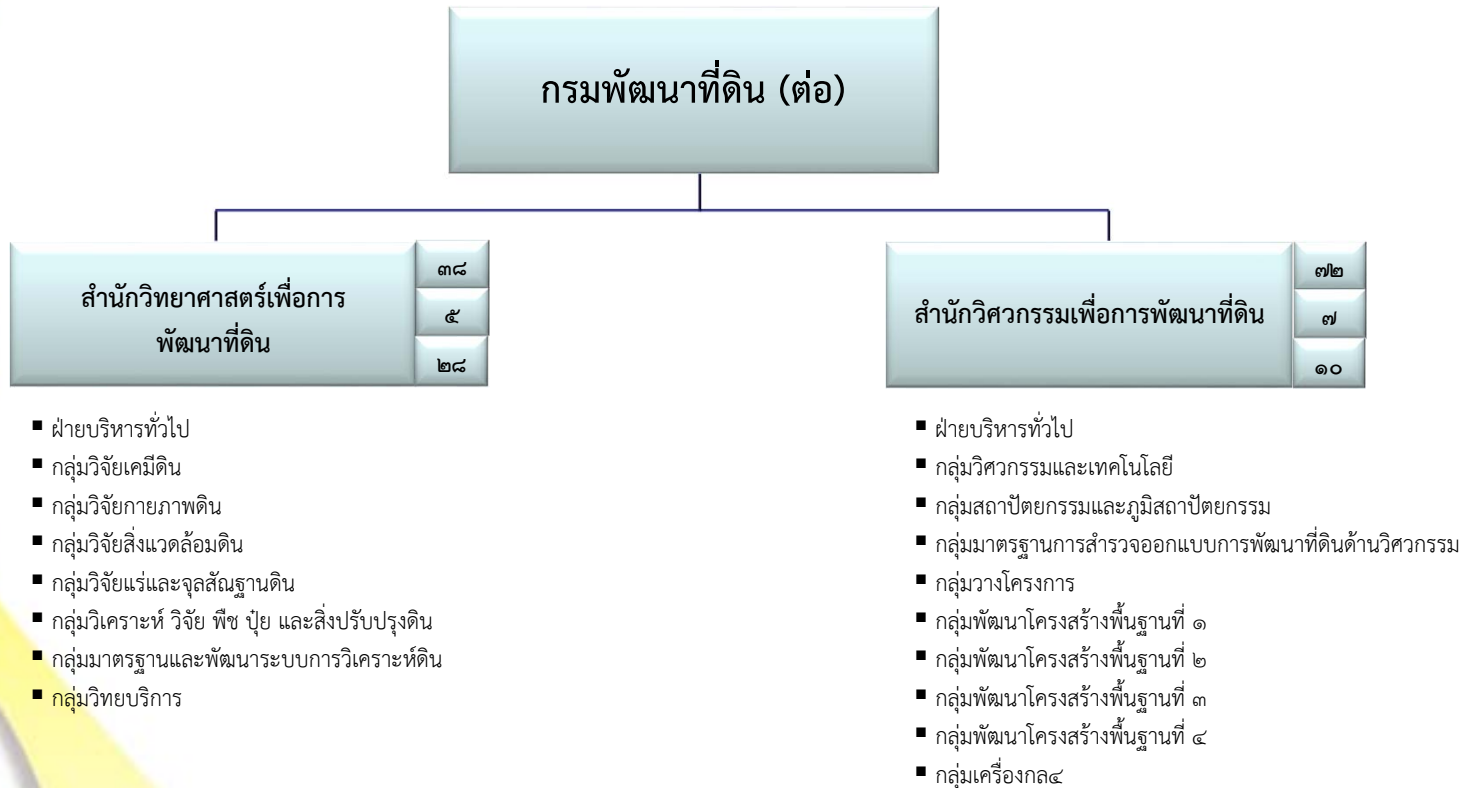 กรมพัฒนาที่ดิน (ต่อ)
สำนักวิทยาศาสตร์เพื่อการ
พัฒนาที่ดิน
๓๘
๕
๒๘
▪ ฝ่ายบริหารทั่วไป
▪ กลุ่มวิจัยเคมีดิน
▪ กลุ่มวิจัยกายภาพดิน
▪ กลุ่มวิจัยสิ่งแวดล้อมดิน
▪ กลุ่มวิจัยแร่และจุลสัณฐานดิน
▪ กลุ่มวิเคราะห์ วิจัย พืช ปุ๋ย และสิ่งปรับปรุงดิน
▪ กลุ่มมาตรฐานและพัฒนาระบบการวิเคราะห์ดิน
▪ กลุ่มวิทยบริการ
สำนักวิศวกรรมเพื่อการพัฒนาที่ดิน
๗๒
๗
๑๐
▪ ฝ่ายบริหารทั่วไป
▪ กลุ่มวิศวกรรมและเทคโนโลยี
▪ กลุ่มสถาปัตยกรรมและภูมิสถาปัตยกรรม
▪ กลุ่มมาตรฐานการสำรวจออกแบบการพัฒนาที่ดินด้านวิศวกรรม
▪ กลุ่มวางโครงการ
▪ กลุ่มพัฒนาโครงสร้างพื้นฐานที่ ๑
▪ กลุ่มพัฒนาโครงสร้างพื้นฐานที่ ๒
▪ กลุ่มพัฒนาโครงสร้างพื้นฐานที่ ๓
▪ กลุ่มพัฒนาโครงสร้างพื้นฐานที่ ๔
▪ กลุ่มเครื่องกล๔